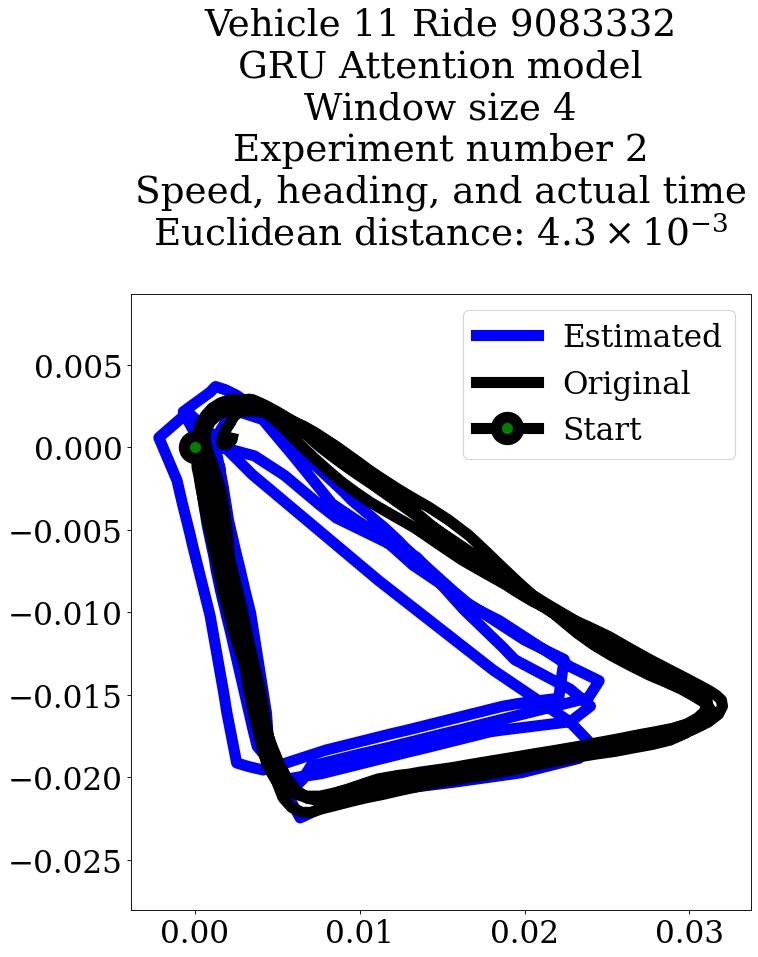 Vehicle 11 Ride 9083332
GRU Attention model
Window size 4
Experiment number 2
Speed, heading, and actual time
Euclidean distance: 4.3 × 10⁻³
Estimated
Original
Start
0.005
0.000
−0.005
−0.010
−0.015
−0.020
−0.025
0.00 0.01 0.02 0.03